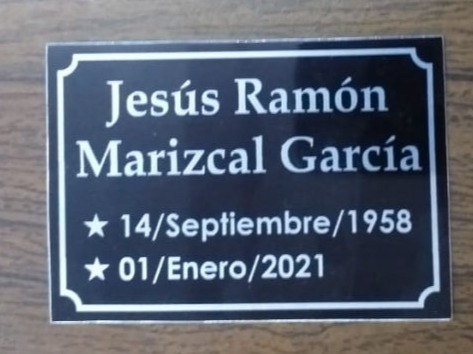 Jesús Ramón
Marizcal García
★ 14/Septiembre/1958
★ 01/Enero/2021